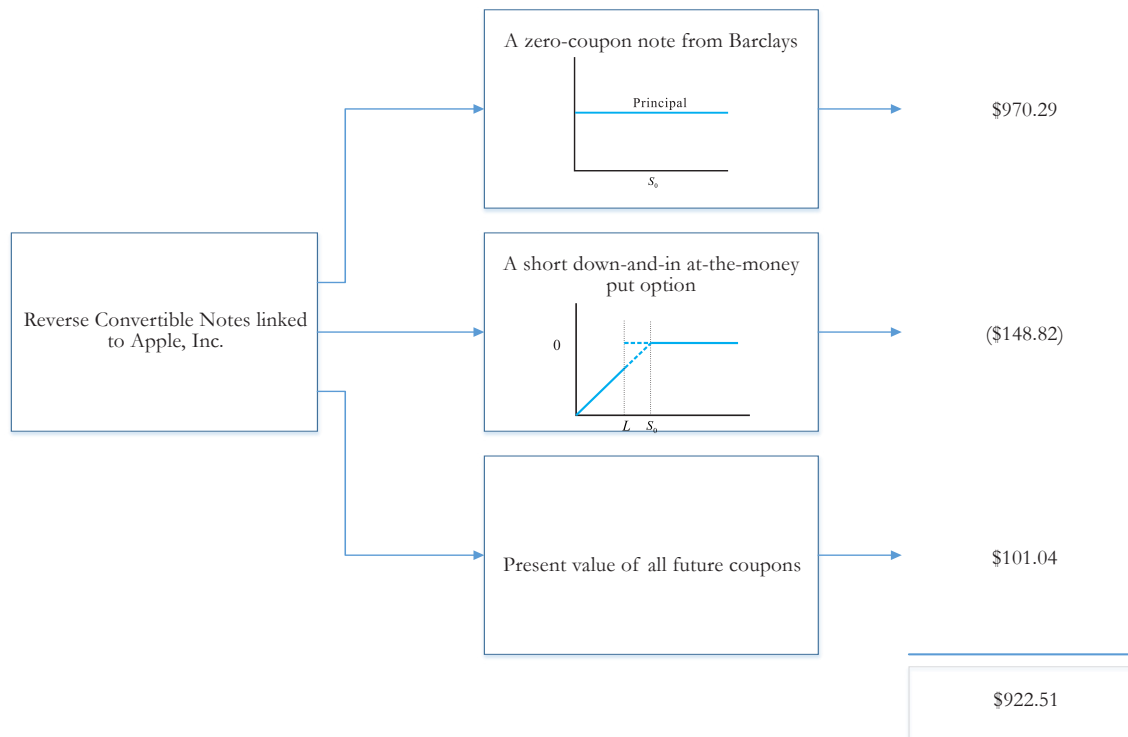 A zero-coupon note from Barclays
Principal
S₀
$970.29
Reverse Convertible Notes linked
to Apple, Inc.
A short down-and-in at-the-money
put option
0
L S₀
($148.82)
Present value of all future coupons
$101.04
$922.51